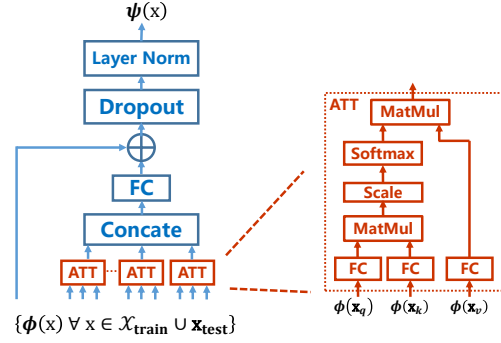 𝝍(x)
Layer Norm
Dropout
FC
Concate
ATT ... ATT ATT
{𝝓(x) ∀ x ∈ 𝒳train ∪ xtest}
ATT
MatMul
Softmax
Scale
MatMul
FC FC FC
𝝓(x𝑞) 𝝓(x𝑘) 𝝓(x𝑣)